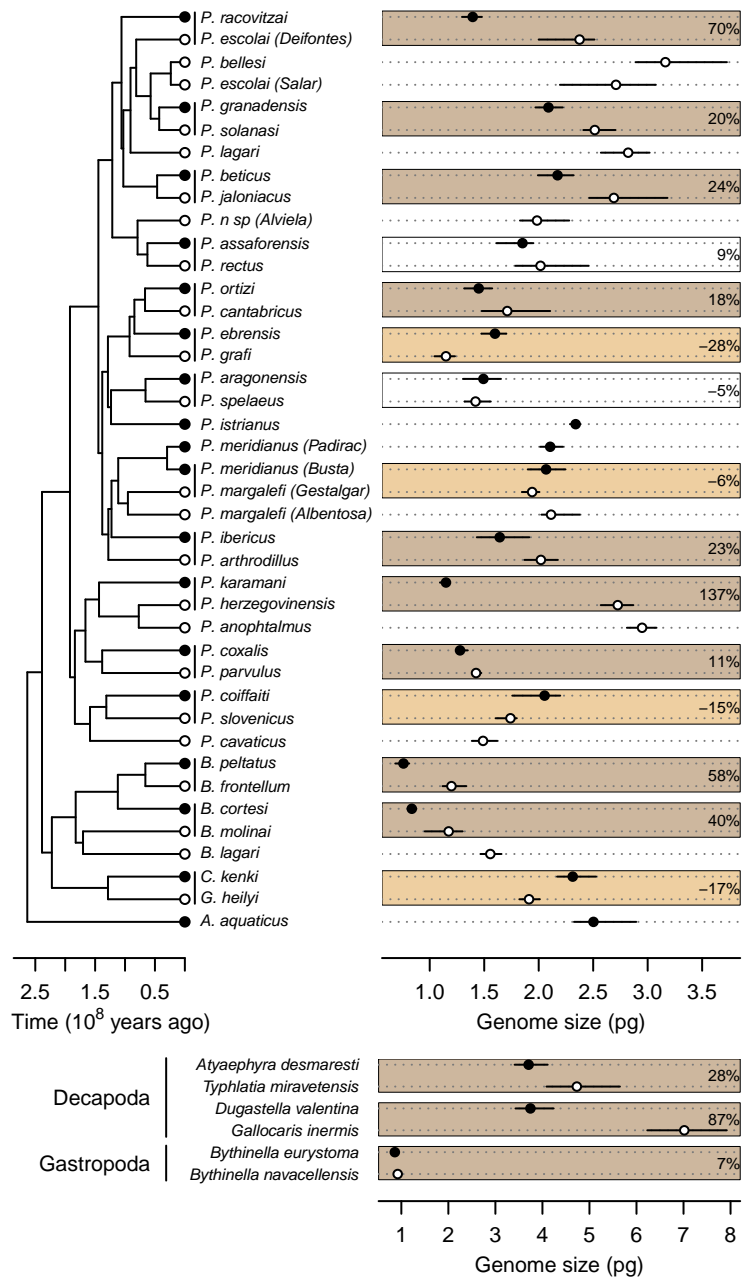 P. racovitzai
P. escolai (Deifontes)
70%
P. bellesi
P. escolai (Salar)
P. granadensis
P. solanasi
20%
P. lagari
P. beticus
P. jaloniacus
24%
P. n sp (Alviela)
P. assaforensis
P. rectus
9%
P. ortizi
P. cantabricus
18%
P. ebrensis
P. grafi
−28%
P. aragonensis
P. spelaeus
−5%
P. istrianus
P. meridianus (Padirac)
P. meridianus (Busta)
P. margalefi (Gestalgar)
−6%
P. margalefi (Albentosa)
P. ibericus
P. arthrodillus
23%
P. karamani
P. herzegovinensis
137%
P. anophtalmus
P. coxalis
P. parvulus
11%
P. coiffaiti
P. slovenicus
−15%
P. cavaticus
B. peltatus
B. frontellum
58%
B. cortesi
B. molinai
40%
B. lagari
C. kenki
G. heilyi
−17%
A. aquaticus
2.5 1.5 0.5
Time (10⁸ years ago)
1.0 1.5 2.0 2.5 3.0 3.5
Genome size (pg)
Decapoda
Atyaephyra desmaresti
Typhlatia miravetensis
28%
Dugastella valentina
Gallocaris inermis
87%
Gastropoda
Bythinella eurystoma
Bythinella navacellensis
7%
1 2 3 4 5 6 7 8
Genome size (pg)